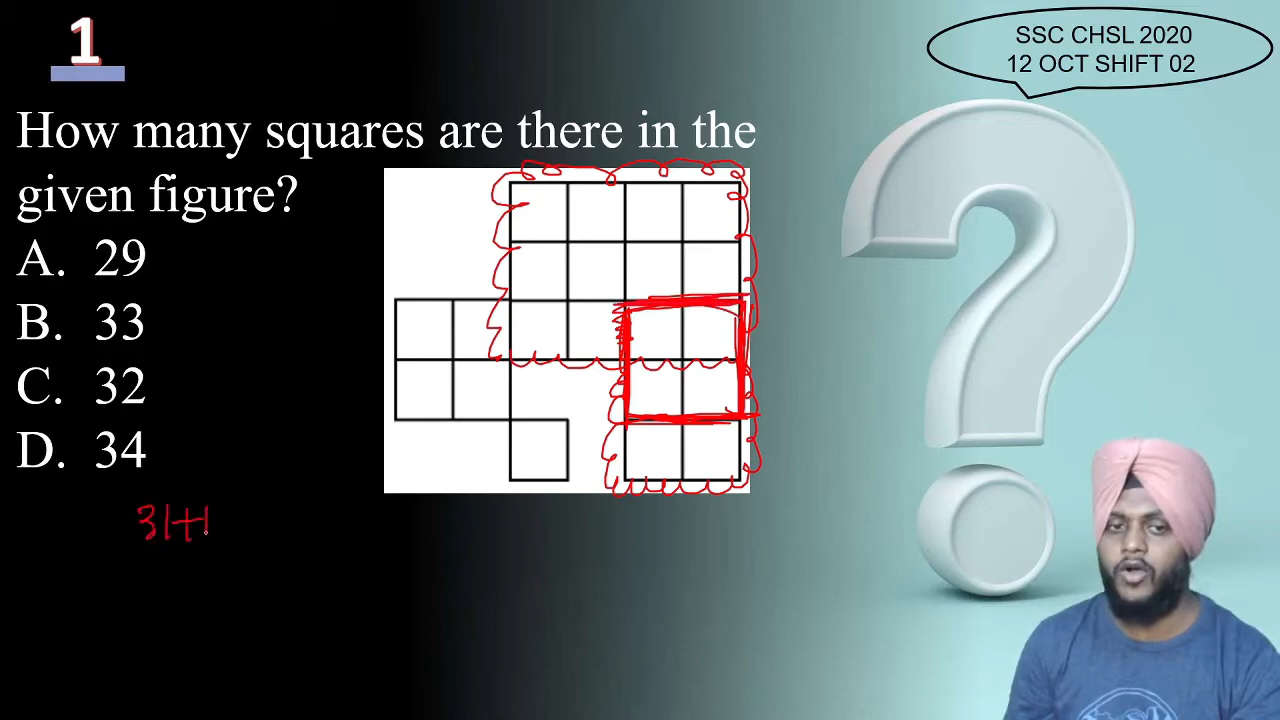 1
SSC CHSL 2020
12 OCT SHIFT 02
How many squares are there in the
given figure?
A. 29
B. 33
C. 32
D. 34
31+1